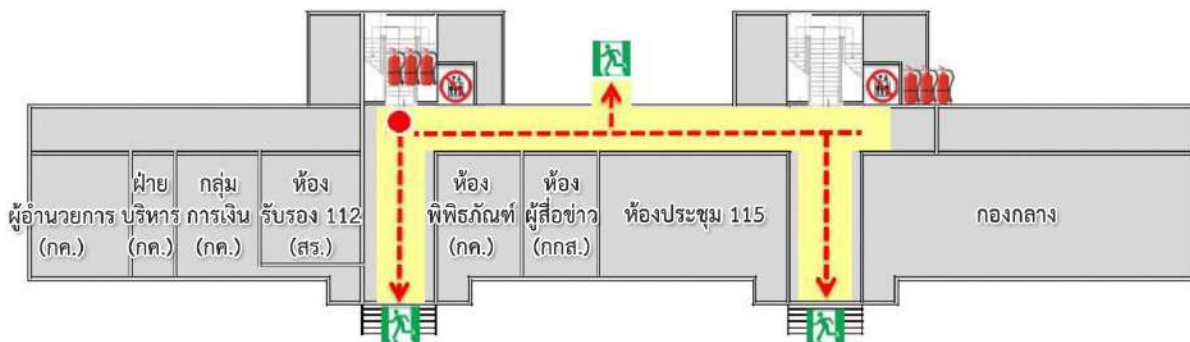 ผู้อำนวยการ
(กค.)
ฝ่าย
บริหาร
(กค.)
กลุ่ม
การเงิน
(กค.)
ห้อง
รับรอง 112
(สร.)
ห้อง
พิพิธภัณฑ์
(กค.)
ห้อง
ผู้สื่อข่าว
(กกส.)
ห้องประชุม 115
กองกลาง